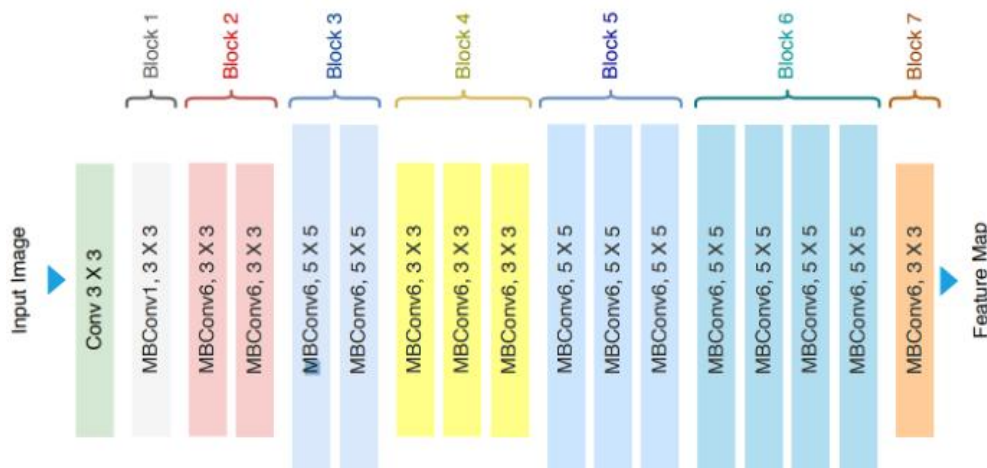 Input Image
Conv 3 X 3
Block 1
MBConv1, 3 X 3
Block 2
MBConv6, 3 X 3
MBConv6, 3 X 3
Block 3
MBConv6, 5 X 5
MBConv6, 5 X 5
Block 4
MBConv6, 3 X 3
MBConv6, 3 X 3
MBConv6, 3 X 3
Block 5
MBConv6, 5 X 5
MBConv6, 5 X 5
MBConv6, 5 X 5
Block 6
MBConv6, 5 X 5
MBConv6, 5 X 5
MBConv6, 5 X 5
MBConv6, 5 X 5
Block 7
MBConv6, 3 X 3
Feature Map